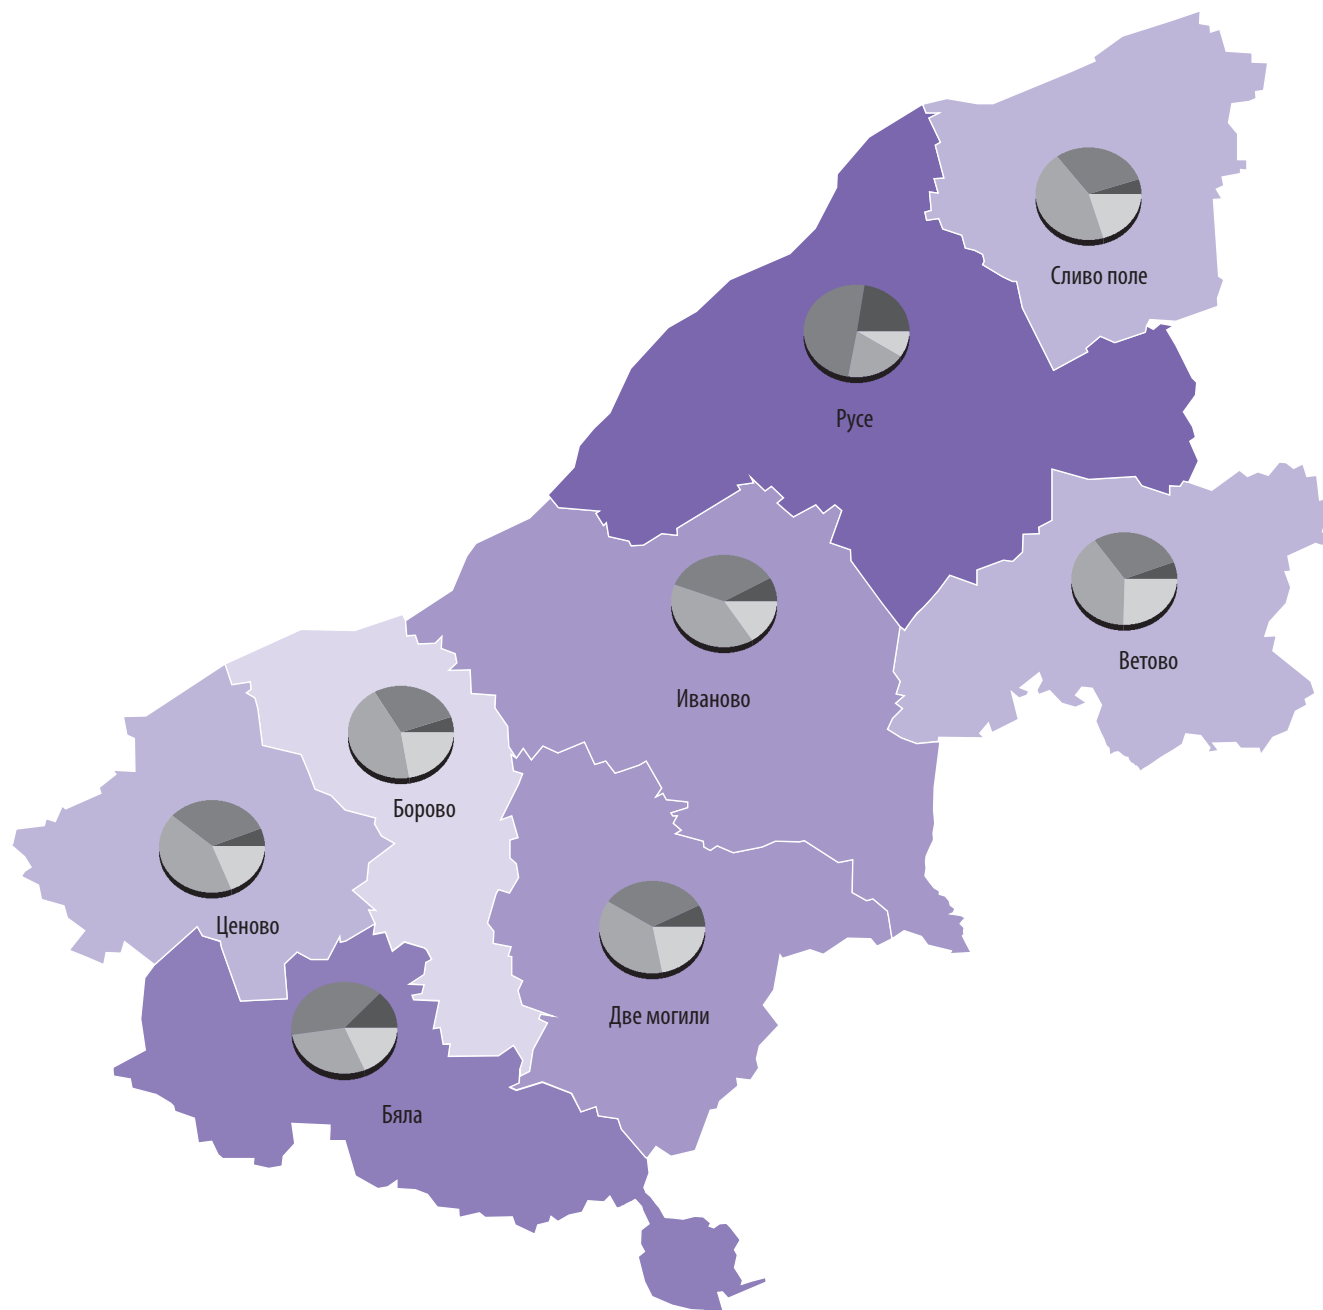 Сливо поле
Русе
Ветово
Иваново
Борово
Ценово
Две могили
Бяла